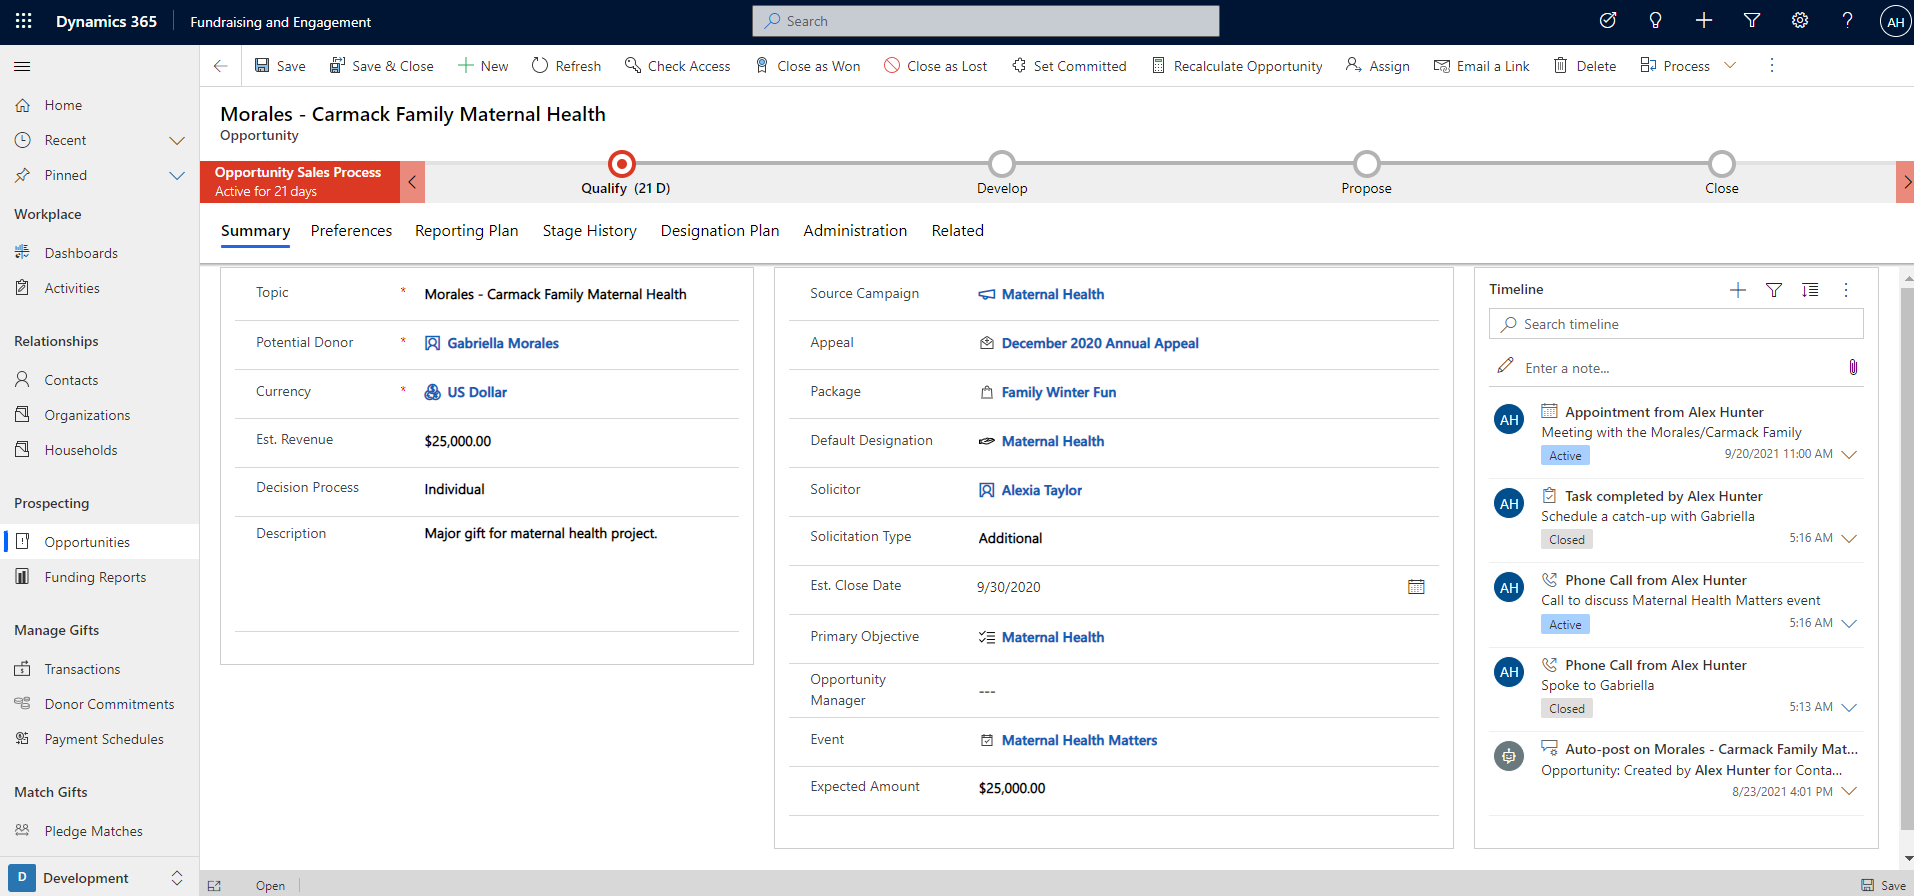 Dynamics 365
Fundraising and Engagement
Search
AH
Home
Recent
Pinned
Workplace
Dashboards
Activities
Relationships
Contacts
Organizations
Households
Prospecting
Opportunities
Funding Reports
Manage Gifts
Transactions
Donor Commitments
Payment Schedules
Match Gifts
Pledge Matches
D Development
Save
Save & Close
New
Refresh
Check Access
Close as Won
Close as Lost
Set Committed
Recalculate Opportunity
Assign
Email a Link
Delete
Process
Morales - Carmack Family Maternal Health
Opportunity
Opportunity Sales Process
Active for 21 days
Qualify (21 D)
Develop
Propose
Close
Summary
Preferences
Reporting Plan
Stage History
Designation Plan
Administration
Related
Topic * Morales - Carmack Family Maternal Health
Potential Donor * Gabriella Morales
Currency * US Dollar
Est. Revenue $25,000.00
Decision Process Individual
Description Major gift for maternal health project.
Source Campaign Maternal Health
Appeal December 2020 Annual Appeal
Package Family Winter Fun
Default Designation Maternal Health
Solicitor Alexia Taylor
Solicitation Type Additional
Est. Close Date 9/30/2020
Primary Objective Maternal Health
Opportunity
Manager ---
Event Maternal Health Matters
Expected Amount $25,000.00
Timeline
Search timeline
Enter a note...
AH Appointment from Alex Hunter
Meeting with the Morales/Carmack Family
Active 9/20/2021 11:00 AM
AH Task completed by Alex Hunter
Schedule a catch-up with Gabriella
Closed 5:16 AM
AH Phone Call from Alex Hunter
Call to discuss Maternal Health Matters event
Active 5:16 AM
AH Phone Call from Alex Hunter
Spoke to Gabriella
Closed 5:13 AM
Auto-post on Morales - Carmack Family Mat...
Opportunity: Created by Alex Hunter for Conta...
8/23/2021 4:01 PM
Open
Save